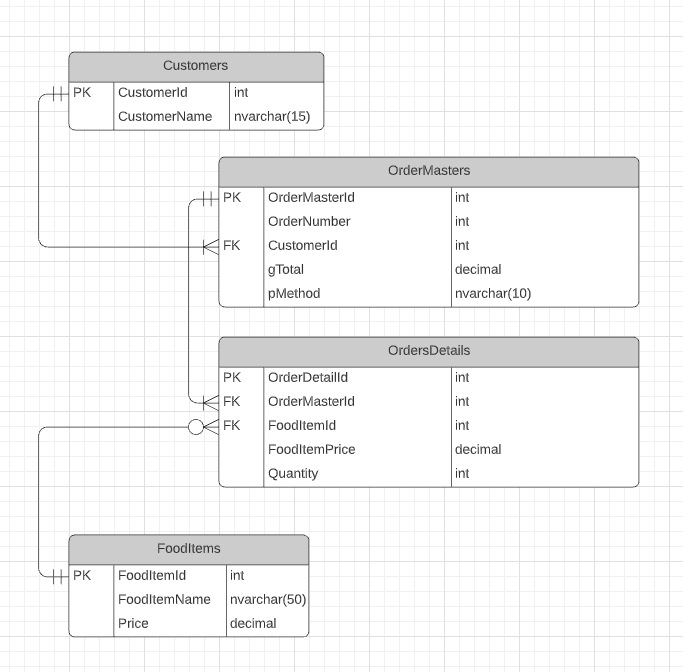 Customers
PK CustomerId int
CustomerName nvarchar(15)
OrderMasters
PK OrderMasterId int
OrderNumber int
FK CustomerId int
gTotal decimal
pMethod nvarchar(10)
OrdersDetails
PK OrderDetailId int
FK OrderMasterId int
FK FoodItemId int
FoodItemPrice decimal
Quantity int
FoodItems
PK FoodItemId int
FoodItemName nvarchar(50)
Price decimal